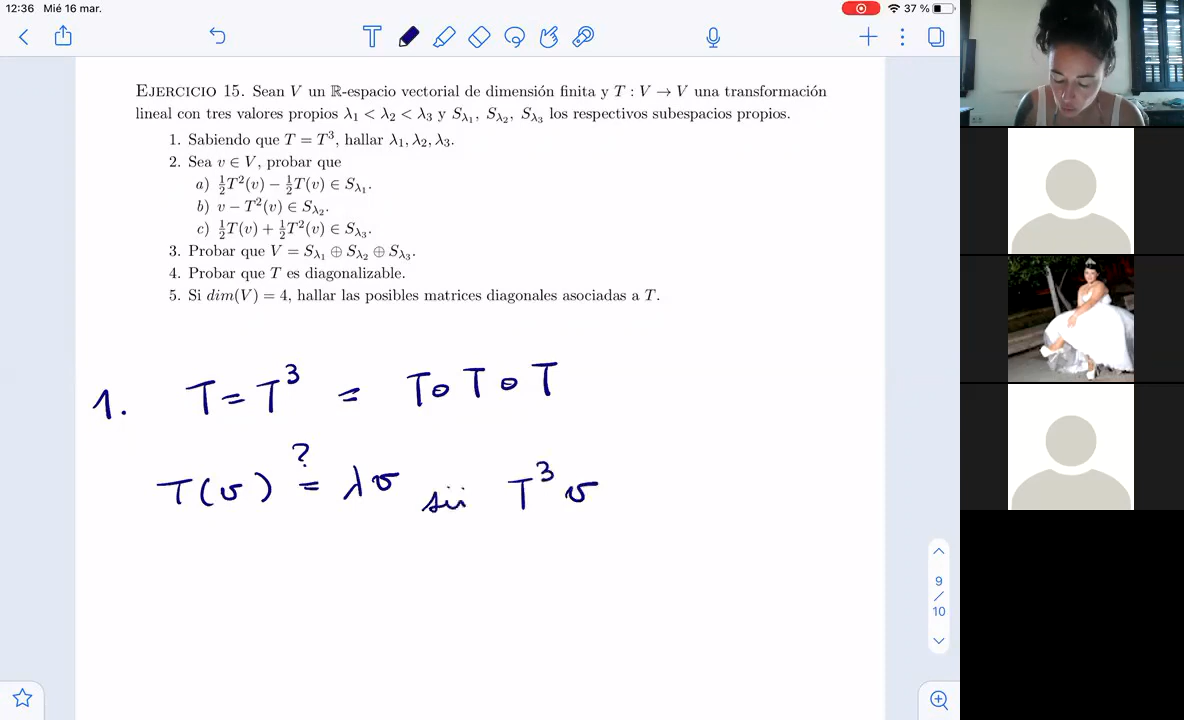 12:36 Mié 16 mar.
37 %
EJERCICIO 15. Sean V un ℝ-espacio vectorial de dimensión finita y T : V → V una transformación
lineal con tres valores propios λ₁ < λ₂ < λ₃ y S_λ₁, S_λ₂, S_λ₃ los respectivos subespacios propios.
1. Sabiendo que T = T³, hallar λ₁, λ₂, λ₃.
2. Sea v ∈ V, probar que
a) ½T²(v) − ½T(v) ∈ S_λ₁.
b) v − T²(v) ∈ S_λ₂.
c) ½T(v) + ½T²(v) ∈ S_λ₃.
3. Probar que V = S_λ₁ ⊕ S_λ₂ ⊕ S_λ₃.
4. Probar que T es diagonalizable.
5. Si dim(V) = 4, hallar las posibles matrices diagonales asociadas a T.
1. T = T³ = T∘T∘T
T(v) =? λv sii T³v
9
/
10